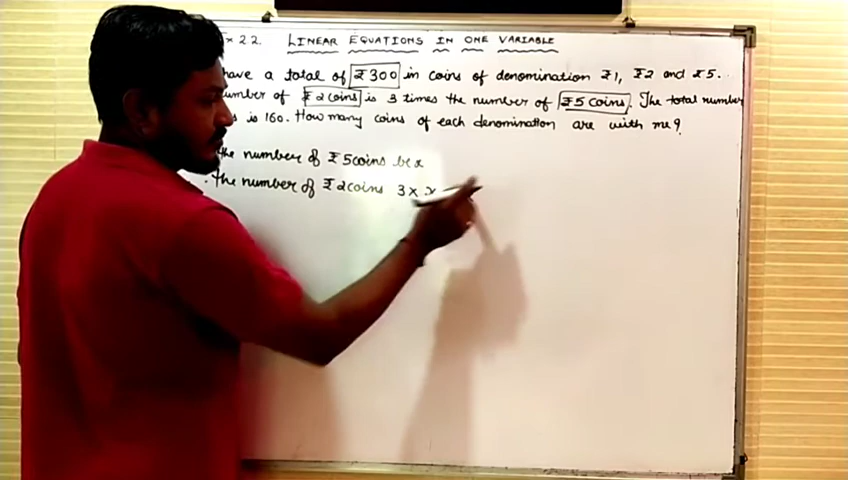 x 2.2. LINEAR EQUATIONS IN ONE VARIABLE
have a total of ₹300 in coins of denomination ₹1, ₹2 and ₹5.
umber of ₹2 coins is 3 times the number of ₹5 coins. The total number
s is 160. How many coins of each denomination are with me?
the number of ₹5 coins be x
. the number of ₹2 coins 3 × x